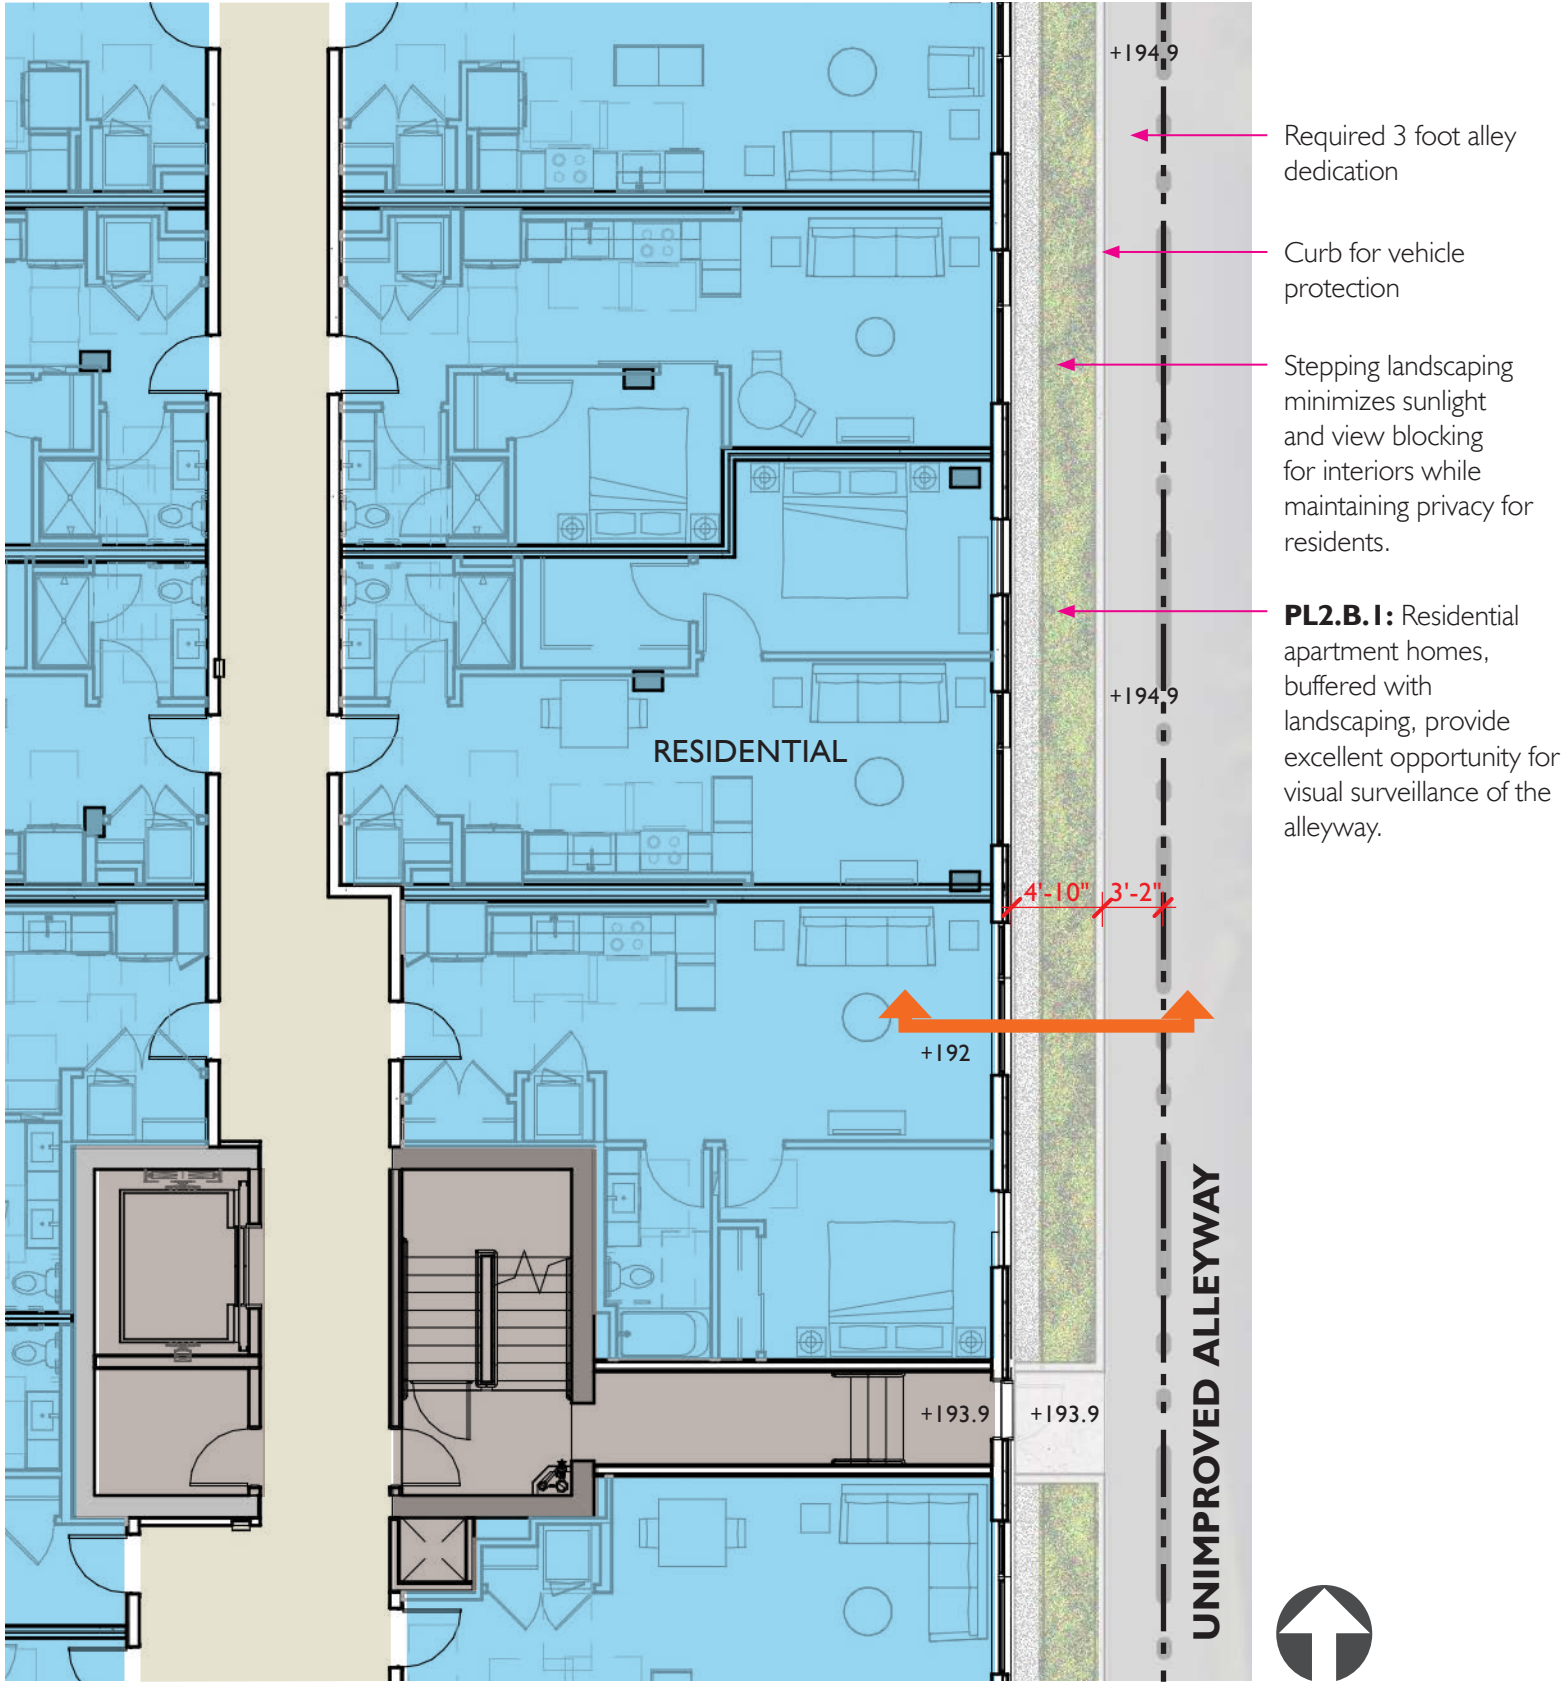 +194.9
Required 3 foot alley
dedication
Curb for vehicle
protection
Stepping landscaping
minimizes sunlight
and view blocking
for interiors while
maintaining privacy for
residents.
PL2.B.1: Residential
apartment homes,
buffered with
landscaping, provide
excellent opportunity for
visual surveillance of the
alleyway.
+194.9
RESIDENTIAL
4'-10" 3'-2"
+192
UNIMPROVED ALLEYWAY
+193.9 +193.9